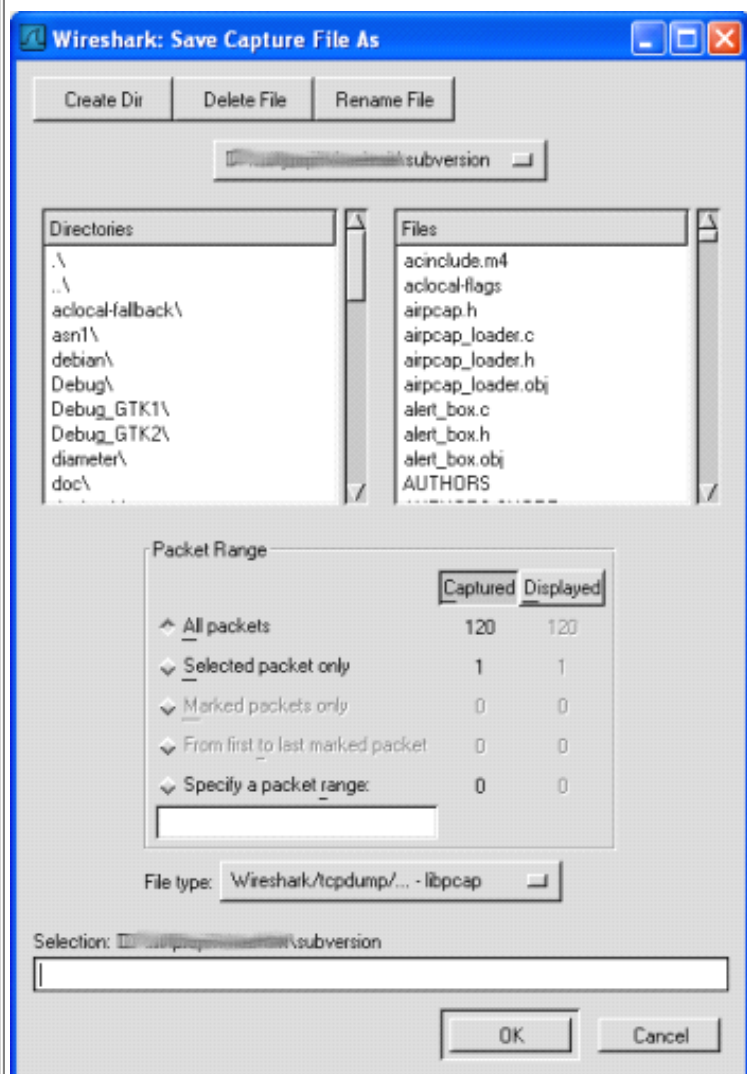 Wireshark: Save Capture File As
Create Dir Delete File Rename File
\subversion
Directories
.\
..\
aclocal-fallback\
asn1\
debian\
Debug\
Debug_GTK1\
Debug_GTK2\
diameter\
doc\
Files
acinclude.m4
aclocal-flags
airpcap.h
airpcap_loader.c
airpcap_loader.h
airpcap_loader.obj
alert_box.c
alert_box.h
alert_box.obj
AUTHORS
Packet Range
Captured Displayed
All packets 120 120
Selected packet only 1 1
Marked packets only 0 0
From first to last marked packet 0 0
Specify a packet range: 0 0
File type: Wireshark/tcpdump/... - libpcap
Selection: \subversion
OK Cancel